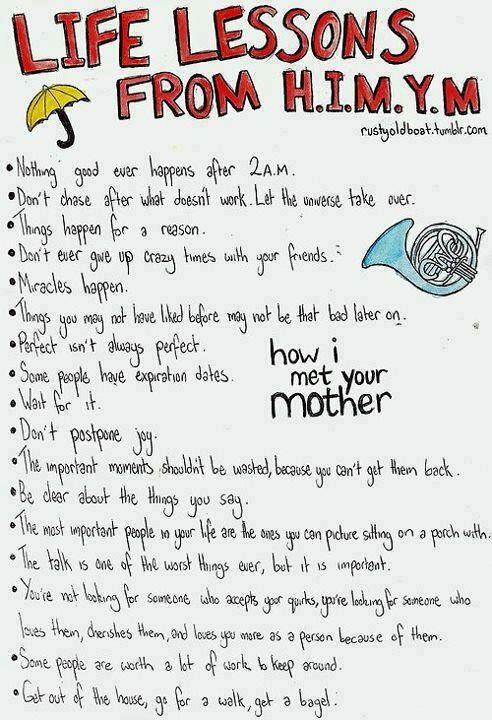 LIFE LESSONS
FROM H.I.M.Y.M
rustyoldboat.tumblr.com
• Nothing good ever happens after 2A.M.
• Don't chase after what doesn't work. Let the universe take over.
• Things happen for a reason.
• Don't ever give up crazy times with your friends.
• Miracles happen.
• Things you may not have liked before may not be that bad later on.
• Perfect isn't always perfect.
• Some people have expiration dates.
• Wait for it.
how i
met your
mother
• Don't postpone joy.
• The important moments shouldn't be wasted, because you can't get them back.
• Be clear about the things you say.
• The most important people in your life are the ones you can picture sitting on a porch with.
• The talk is one of the worst things ever, but it is important.
• You're not looking for someone who accepts your quirks, you're looking for someone who
loves them, cherishes them, and loves you more as a person because of them.
• Some people are worth a lot of work to keep around.
• Get out of the house, go for a walk, get a bagel.